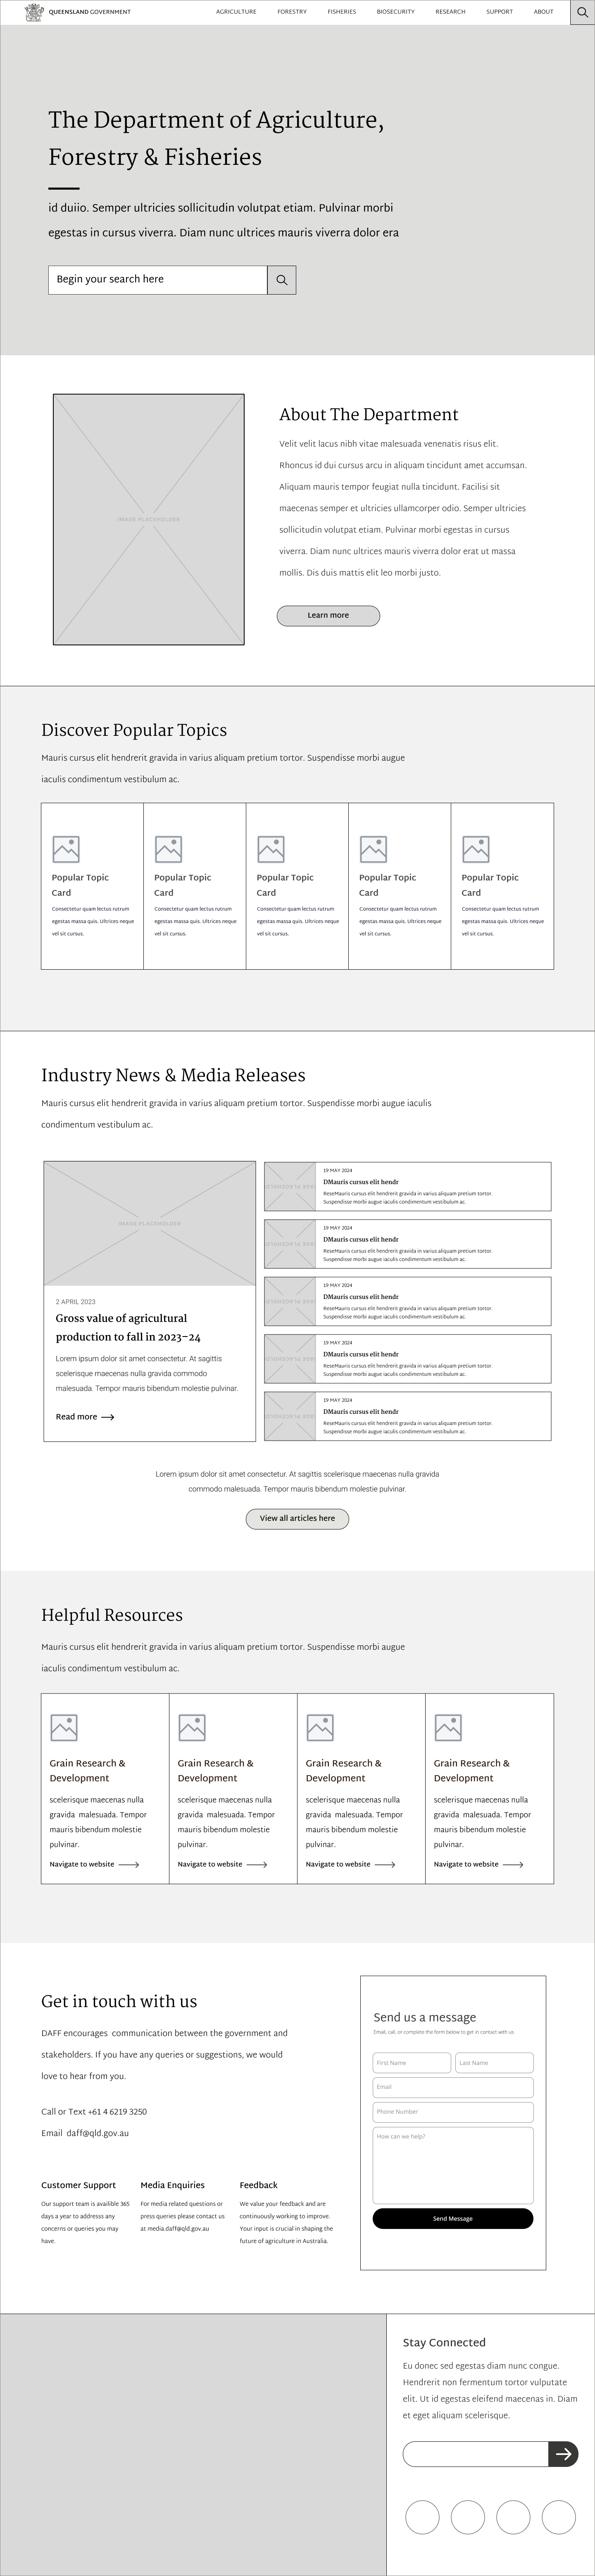 QUEENSLAND GOVERNMENT
AGRICULTURE FORESTRY FISHERIES BIOSECURITY RESEARCH SUPPORT ABOUT
The Department of Agriculture,
Forestry & Fisheries
id duiio. Semper ultricies sollicitudin volutpat etiam. Pulvinar morbi
egestas in cursus viverra. Diam nunc ultrices mauris viverra dolor era
Begin your search here
IMAGE PLACEHOLDER
About The Department
Velit velit lacus nibh vitae malesuada venenatis risus elit.
Rhoncus id dui cursus arcu in aliquam tincidunt amet accumsan.
Aliquam mauris tempor feugiat nulla tincidunt. Facilisi sit
maecenas semper et ultricies ullamcorper odio. Semper ultricies
sollicitudin volutpat etiam. Pulvinar morbi egestas in cursus
viverra. Diam nunc ultrices mauris viverra dolor erat ut massa
mollis. Dis duis mattis elit leo morbi justo.
Learn more
Discover Popular Topics
Mauris cursus elit hendrerit gravida in varius aliquam pretium tortor. Suspendisse morbi augue
iaculis condimentum vestibulum ac.
Popular Topic
Card
Consectetur quam lectus rutrum
egestas massa quis. Ultrices neque
vel sit cursus.
Popular Topic
Card
Consectetur quam lectus rutrum
egestas massa quis. Ultrices neque
vel sit cursus.
Popular Topic
Card
Consectetur quam lectus rutrum
egestas massa quis. Ultrices neque
vel sit cursus.
Popular Topic
Card
Consectetur quam lectus rutrum
egestas massa quis. Ultrices neque
vel sit cursus.
Popular Topic
Card
Consectetur quam lectus rutrum
egestas massa quis. Ultrices neque
vel sit cursus.
Industry News & Media Releases
Mauris cursus elit hendrerit gravida in varius aliquam pretium tortor. Suspendisse morbi augue iaculis
condimentum vestibulum ac.
IMAGE PLACEHOLDER
2 APRIL 2023
Gross value of agricultural
production to fall in 2023–24
Lorem ipsum dolor sit amet consectetur. At sagittis
scelerisque maecenas nulla gravida commodo
malesuada. Tempor mauris bibendum molestie pulvinar.
Read more
19 MAY 2024
DMauris cursus elit hendr
ReseMauris cursus elit hendrerit gravida in varius aliquam pretium tortor.
Suspendisse morbi augue iaculis condimentum vestibulum ac.
19 MAY 2024
DMauris cursus elit hendr
ReseMauris cursus elit hendrerit gravida in varius aliquam pretium tortor.
Suspendisse morbi augue iaculis condimentum vestibulum ac.
19 MAY 2024
DMauris cursus elit hendr
ReseMauris cursus elit hendrerit gravida in varius aliquam pretium tortor.
Suspendisse morbi augue iaculis condimentum vestibulum ac.
19 MAY 2024
DMauris cursus elit hendr
ReseMauris cursus elit hendrerit gravida in varius aliquam pretium tortor.
Suspendisse morbi augue iaculis condimentum vestibulum ac.
19 MAY 2024
DMauris cursus elit hendr
ReseMauris cursus elit hendrerit gravida in varius aliquam pretium tortor.
Suspendisse morbi augue iaculis condimentum vestibulum ac.
Lorem ipsum dolor sit amet consectetur. At sagittis scelerisque maecenas nulla gravida
commodo malesuada. Tempor mauris bibendum molestie pulvinar.
View all articles here
Helpful Resources
Mauris cursus elit hendrerit gravida in varius aliquam pretium tortor. Suspendisse morbi augue
iaculis condimentum vestibulum ac.
Grain Research &
Development
scelerisque maecenas nulla
gravida malesuada. Tempor
mauris bibendum molestie
pulvinar.
Navigate to website
Grain Research &
Development
scelerisque maecenas nulla
gravida malesuada. Tempor
mauris bibendum molestie
pulvinar.
Navigate to website
Grain Research &
Development
scelerisque maecenas nulla
gravida malesuada. Tempor
mauris bibendum molestie
pulvinar.
Navigate to website
Grain Research &
Development
scelerisque maecenas nulla
gravida malesuada. Tempor
mauris bibendum molestie
pulvinar.
Navigate to website
Get in touch with us
DAFF encourages communication between the government and
stakeholders. If you have any queries or suggestions, we would
love to hear from you.
Call or Text +61 4 6219 3250
Email daff@qld.gov.au
Customer Support
Our support team is availible 365
days a year to addresss any
concerns or queries you may
have.
Media Enquiries
For media related questions or
press queries please contact us
at media.daff@qld.gov.au
Feedback
We value your feedback and are
continuously working to improve.
Your input is crucial in shaping the
future of agriculture in Australia.
Send us a message
Email, call, or complete the form below to get in contact with us
First Name
Last Name
Email
Phone Number
How can we help?
Send Message
Stay Connected
Eu donec sed egestas diam nunc congue.
Hendrerit non fermentum tortor vulputate
elit. Ut id egestas eleifend maecenas in. Diam
et eget aliquam scelerisque.